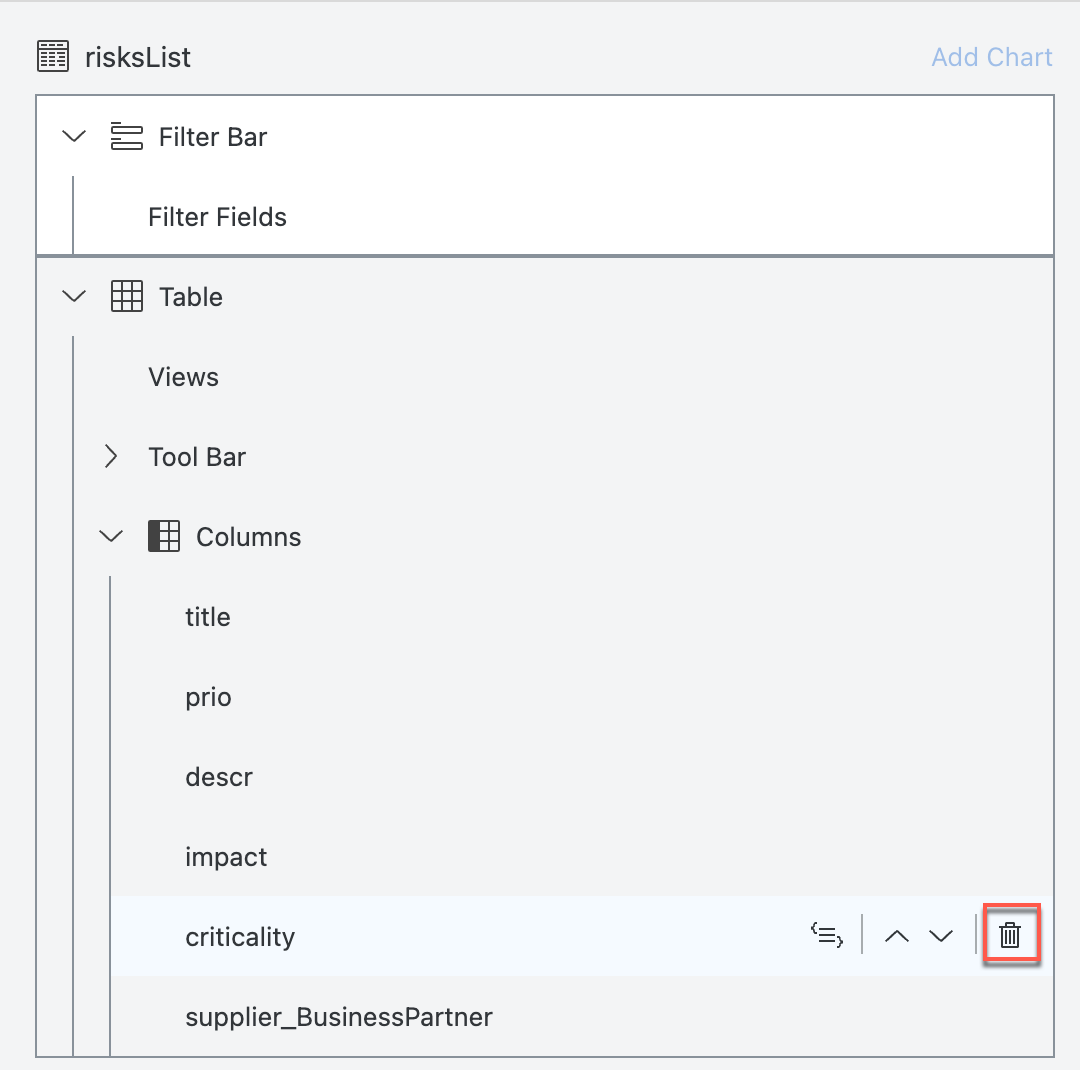 risksList
Add Chart
Filter Bar
Filter Fields
Table
Views
Tool Bar
Columns
title
prio
descr
impact
criticality
supplier_BusinessPartner